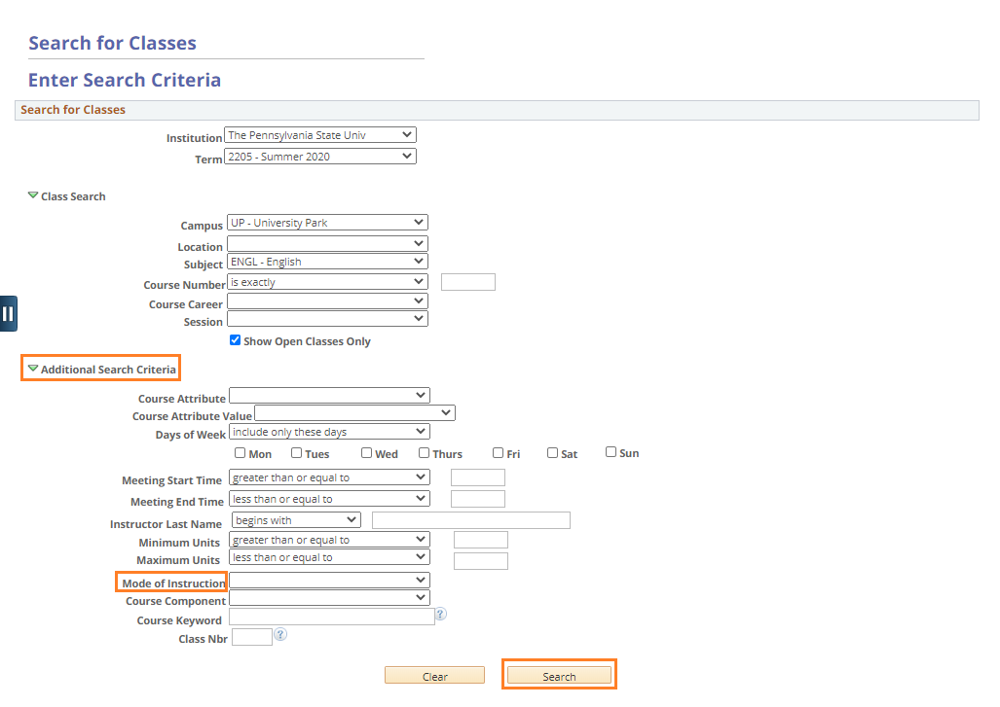 Search for Classes
Enter Search Criteria
Search for Classes
Institution The Pennsylvania State Univ
Term 2205 - Summer 2020
Class Search
Campus UP - University Park
Location
Subject ENGL - English
Course Number is exactly
Course Career
Session
Show Open Classes Only
Additional Search Criteria
Course Attribute
Course Attribute Value
Days of Week include only these days
Mon Tues Wed Thurs Fri Sat Sun
Meeting Start Time greater than or equal to
Meeting End Time less than or equal to
Instructor Last Name begins with
Minimum Units greater than or equal to
Maximum Units less than or equal to
Mode of Instruction
Course Component
Course Keyword ?
Class Nbr ?
Clear Search